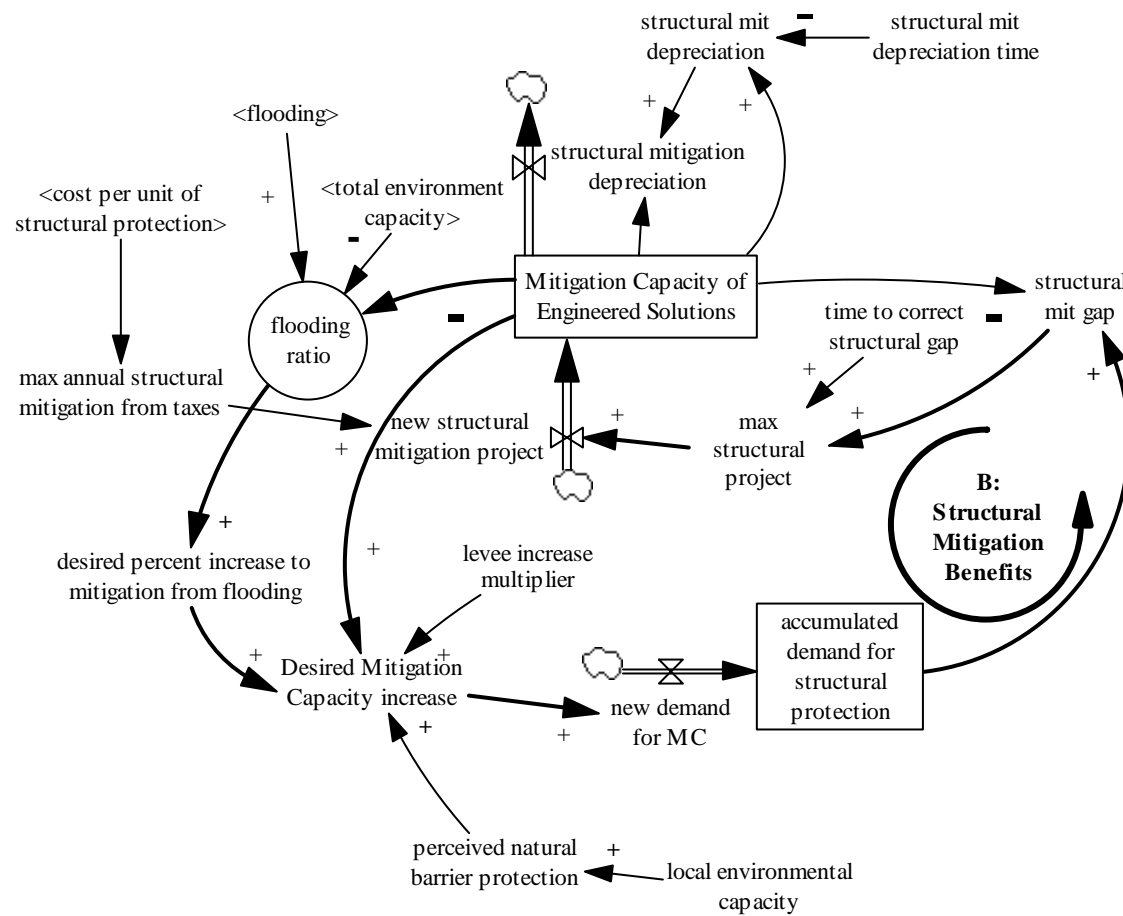 structural mit
depreciation
-
structural mit
depreciation time
+
+
<flooding>
+
structural mitigation
depreciation
<cost per unit of
structural protection>
<total environment
capacity>
-
Mitigation Capacity of
Engineered Solutions
-
structural
mit gap
-
+
flooding
ratio
time to correct
structural gap
+
max annual structural
mitigation from taxes
+
new structural
mitigation project
+
max
structural
project
+
B:
Structural
Mitigation
Benefits
+
desired percent increase to
mitigation from flooding
+
levee increase
multiplier
+
+
Desired Mitigation
Capacity increase
+
+
new demand
for MC
accumulated
demand for
structural
protection
perceived natural
barrier protection
+
local environmental
capacity